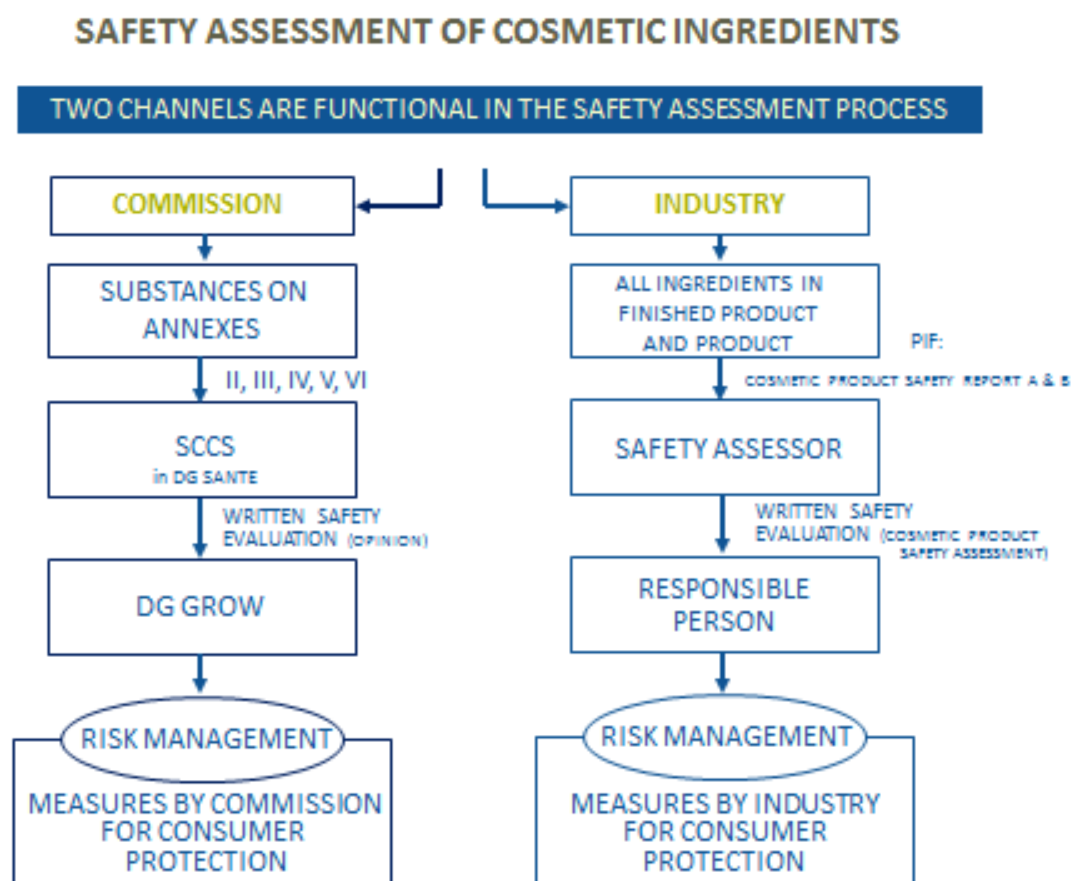 SAFETY ASSESSMENT OF COSMETIC INGREDIENTS
TWO CHANNELS ARE FUNCTIONAL IN THE SAFETY ASSESSMENT PROCESS
COMMISSION
SUBSTANCES ON
ANNEXES
II, III, IV, V, VI
SCCS
in DG SANTE
WRITTEN SAFETY
EVALUATION (OPINION)
DG GROW
RISK MANAGEMENT
MEASURES BY COMMISSION
FOR CONSUMER
PROTECTION
INDUSTRY
ALL INGREDIENTS IN
FINISHED PRODUCT
AND PRODUCT
PIF:
COSMETIC PRODUCT SAFETY REPORT A & B
SAFETY ASSESSOR
WRITTEN SAFETY
EVALUATION (COSMETIC PRODUCT
SAFETY ASSESSMENT)
RESPONSIBLE
PERSON
RISK MANAGEMENT
MEASURES BY INDUSTRY
FOR CONSUMER
PROTECTION